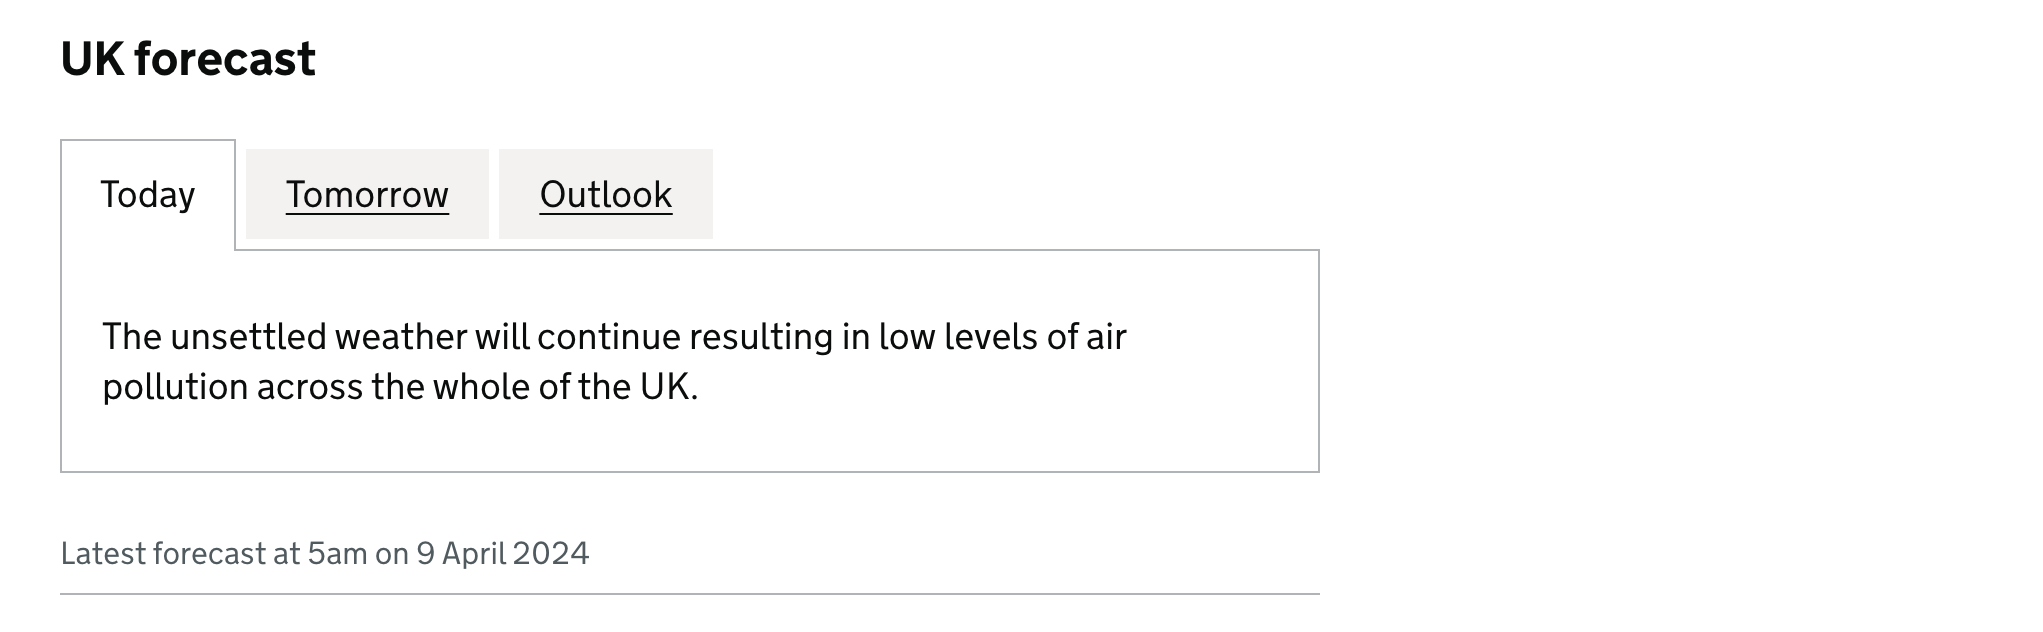 UK forecast
Today Tomorrow Outlook
The unsettled weather will continue resulting in low levels of air
pollution across the whole of the UK.
Latest forecast at 5am on 9 April 2024